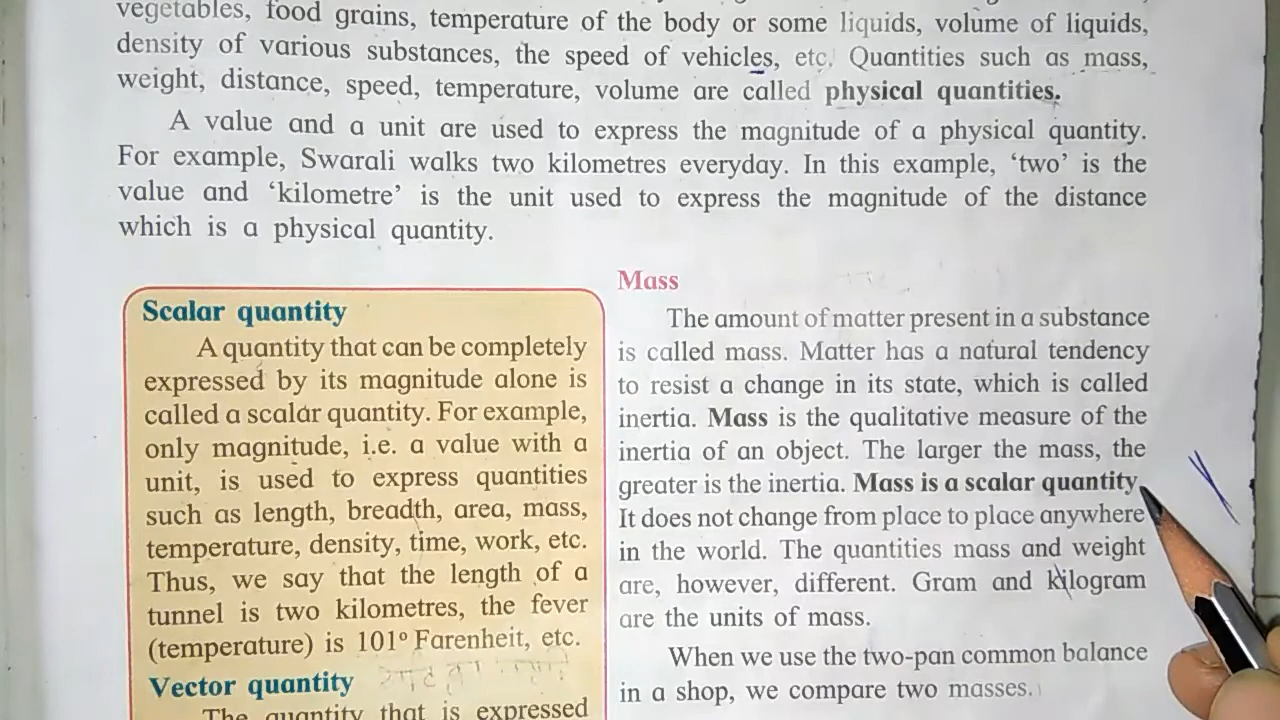 vegetables, food grains, temperature of the body or some liquids, volume of liquids,
density of various substances, the speed of vehicles, etc. Quantities such as mass,
weight, distance, speed, temperature, volume are called physical quantities.
A value and a unit are used to express the magnitude of a physical quantity.
For example, Swarali walks two kilometres everyday. In this example, ‘two’ is the
value and ‘kilometre’ is the unit used to express the magnitude of the distance
which is a physical quantity.
Scalar quantity
A quantity that can be completely
expressed by its magnitude alone is
called a scalar quantity. For example,
only magnitude, i.e. a value with a
unit, is used to express quantities
such as length, breadth, area, mass,
temperature, density, time, work, etc.
Thus, we say that the length of a
tunnel is two kilometres, the fever
(temperature) is 101° Farenheit, etc.
Vector quantity
The quantity that is expressed
Mass
The amount of matter present in a substance
is called mass. Matter has a natural tendency
to resist a change in its state, which is called
inertia. Mass is the qualitative measure of the
inertia of an object. The larger the mass, the
greater is the inertia. Mass is a scalar quantity
It does not change from place to place anywhere
in the world. The quantities mass and weight
are, however, different. Gram and kilogram
are the units of mass.
When we use the two-pan common balance
in a shop, we compare two masses.